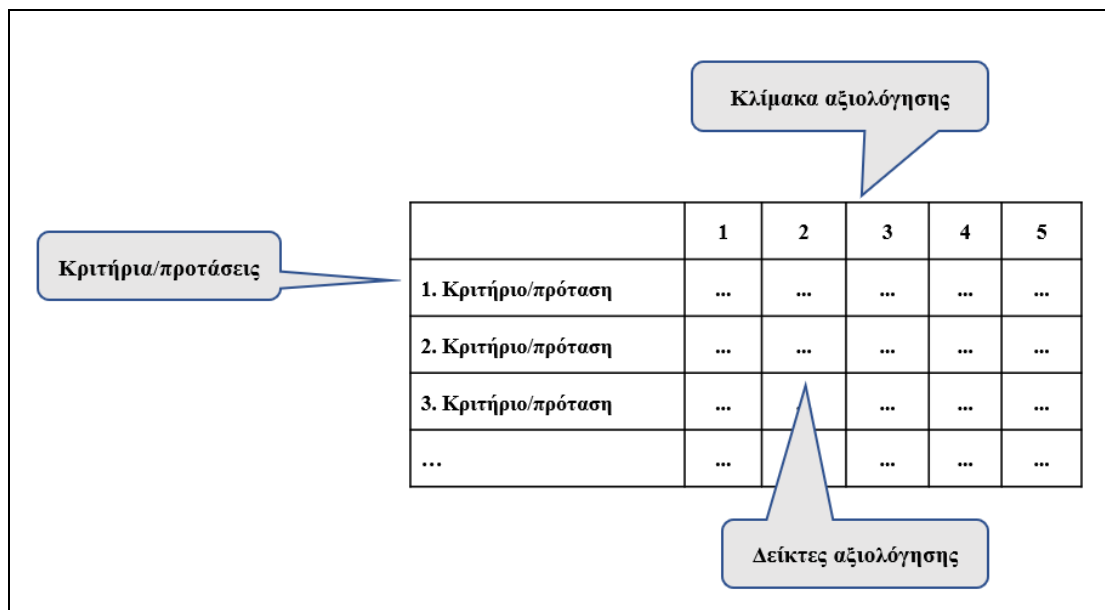 Κλίμακα αξιολόγησης
1 2 3 4 5
Κριτήρια/προτάσεις
1. Κριτήριο/πρόταση ... ... ... ... ...
2. Κριτήριο/πρόταση ... ... ... ... ...
3. Κριτήριο/πρόταση ... ... ... ...
… ... ... ... ...
Δείκτες αξιολόγησης